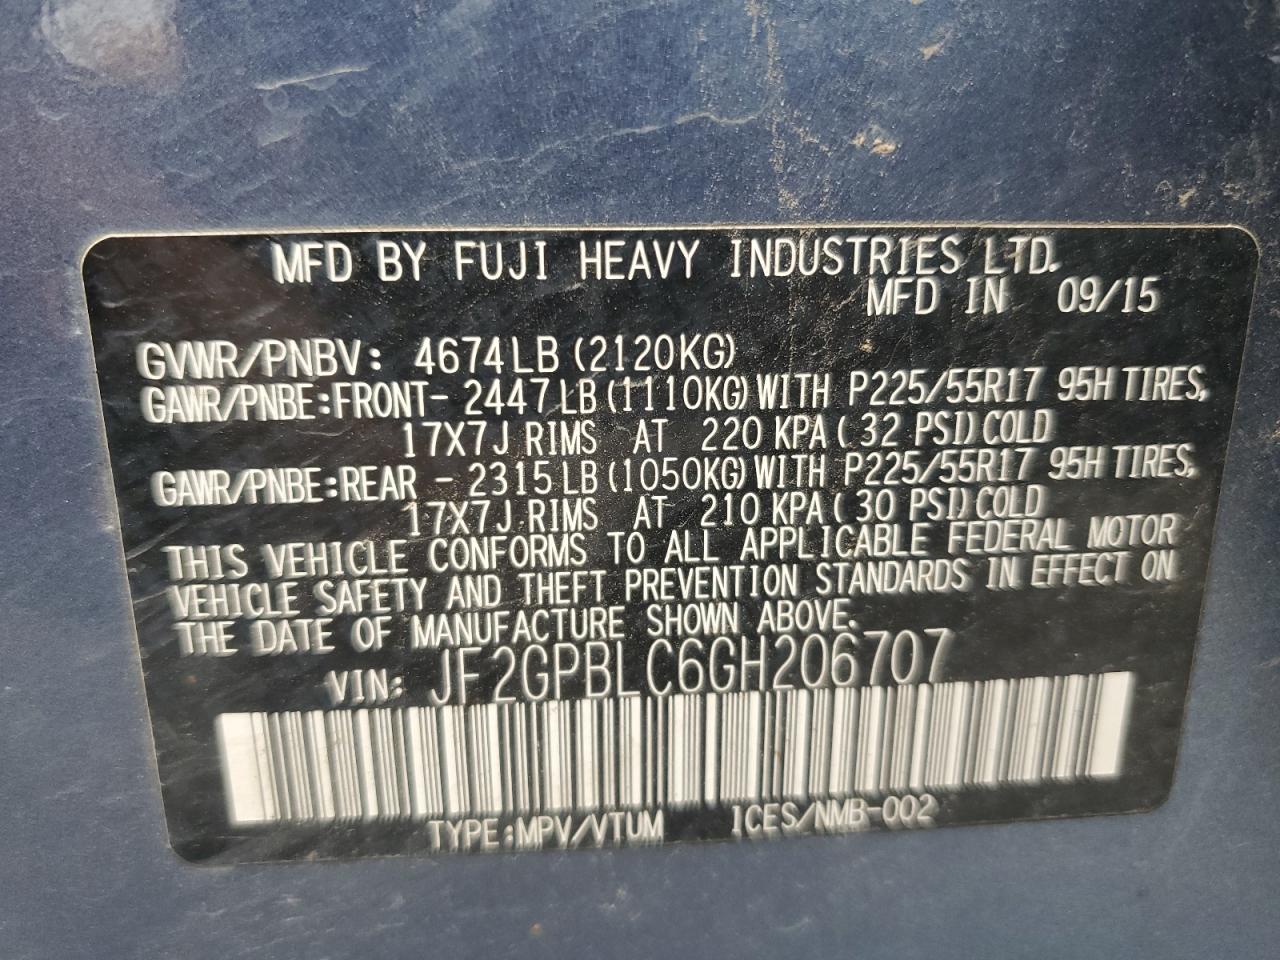 MFD BY FUJI HEAVY INDUSTRIES LTD.
MFD IN 09/15
GVWR/PNBV: 4674LB (2120KG)
GAWR/PNBE:FRONT- 2447LB (1110KG) WITH P225/55R17 95H TIRES,
17X7J RIMS AT 220 KPA ( 32 PSI) COLD
GAWR/PNBE:REAR - 2315LB (1050KG) WITH P225/55R17 95H TIRES,
17X7J RIMS AT 210 KPA ( 30 PSI) COLD
THIS VEHICLE CONFORMS TO ALL APPLICABLE FEDERAL MOTOR
VEHICLE SAFETY AND THEFT PREVENTION STANDARDS IN EFFECT ON
THE DATE OF MANUFACTURE SHOWN ABOVE.
VIN: JF2GPBLC6GH206707
TYPE:MPV/VTUM ICES/NMB-002